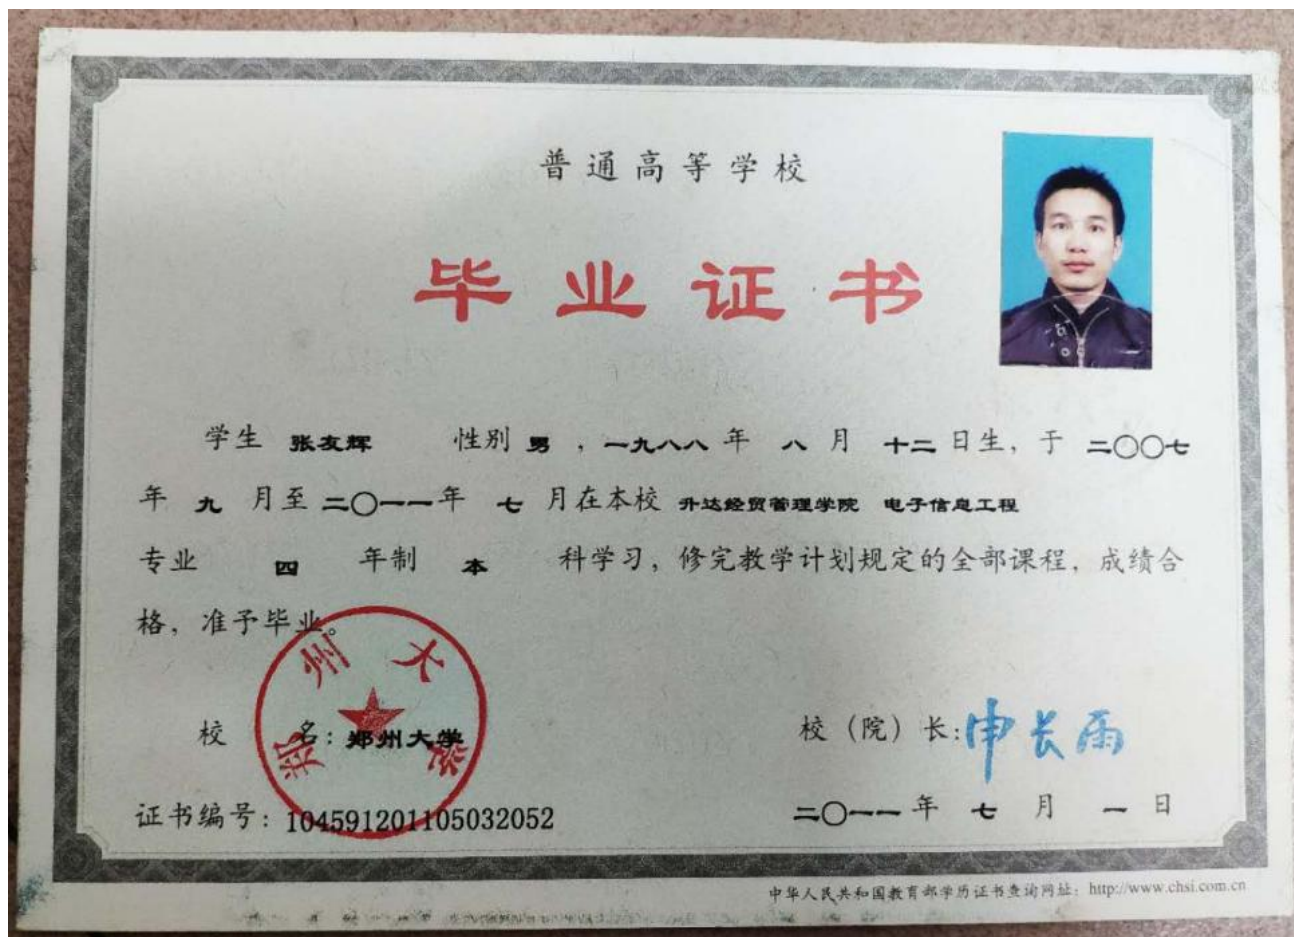 普通高等学校
毕业证书
学生 张友辉 性别 男 ，一九八八 年 八 月 十二 日生，于 二〇〇七
年 九 月至 二〇一一 年 七 月在本校 升达经贸管理学院 电子信息工程
专业 四 年制 本 科学习，修完教学计划规定的全部课程，成绩合
格，准予毕业。
郑州大学
校 名：郑州大学
校（院）长：申长雨
证书编号：104591201105032052
二〇一一 年 七 月 一 日
中华人民共和国教育部学历证书查询网址：http://www.chsi.com.cn